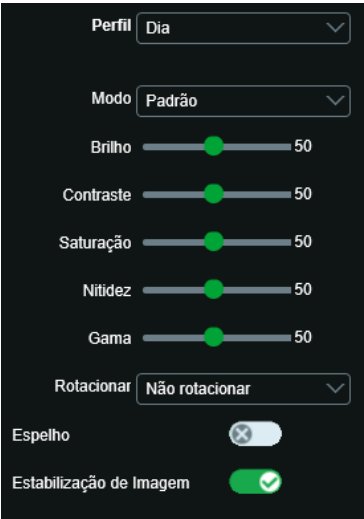 Perfil Dia
Modo Padrão
Brilho 50
Contraste 50
Saturação 50
Nitidez 50
Gama 50
Rotacionar Não rotacionar
Espelho
Estabilização de Imagem